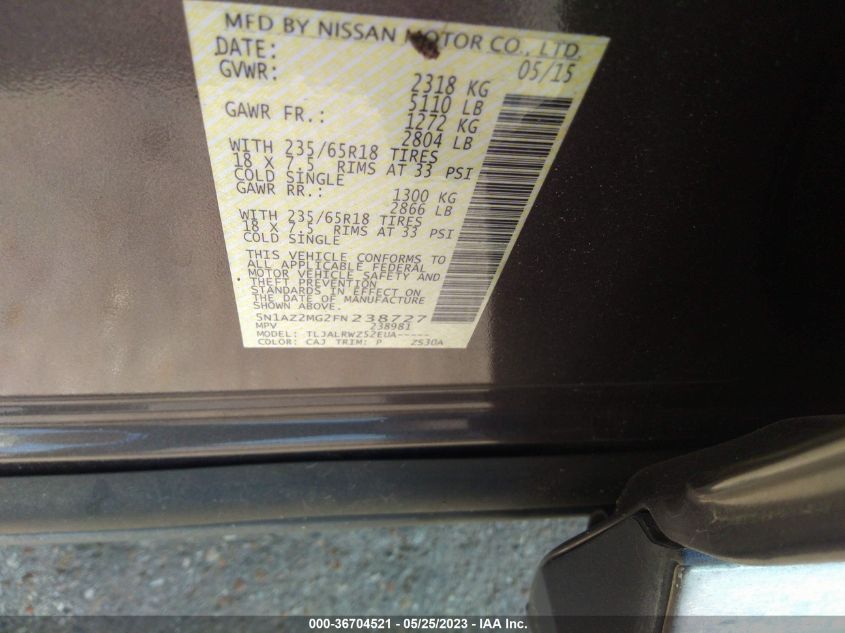 MFD BY NISSAN MOTOR CO., LTD.
DATE: 05/15
GVWR: 2318 KG
5110 LB
GAWR FR.: 1272 KG
2804 LB
WITH 235/65R18 TIRES
18 X 7.5 RIMS AT 33 PSI
COLD SINGLE
GAWR RR.: 1300 KG
2866 LB
WITH 235/65R18 TIRES
18 X 7.5 RIMS AT 33 PSI
COLD SINGLE
THIS VEHICLE CONFORMS TO
ALL APPLICABLE FEDERAL
MOTOR VEHICLE SAFETY AND
THEFT PREVENTION
STANDARDS IN EFFECT ON
THE DATE OF MANUFACTURE
SHOWN ABOVE.
5N1AZ2MG2FN238727
MPV 238981
MODEL: TLJALRWZ52EUA-----
COLOR: CAJ TRIM: P ZS30A
000-36704521 - 05/25/2023 - IAA Inc.